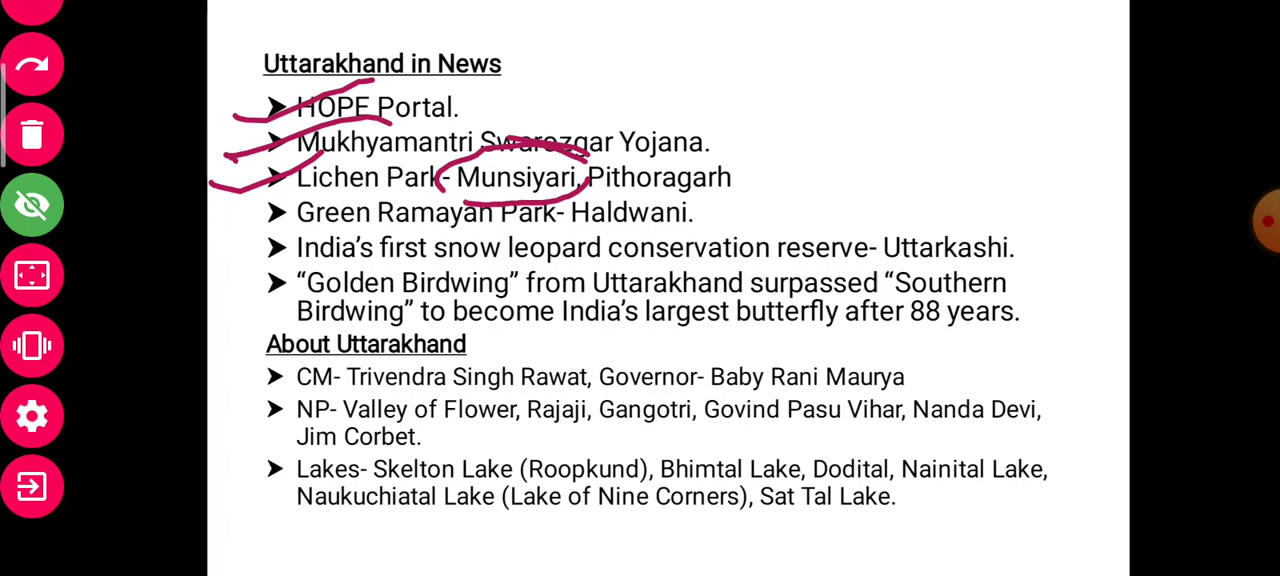 Uttarakhand in News
➤ HOPE Portal.
➤ Mukhyamantri Swarozgar Yojana.
➤ Lichen Park- Munsiyari, Pithoragarh
➤ Green Ramayan Park- Haldwani.
➤ India's first snow leopard conservation reserve- Uttarkashi.
➤ “Golden Birdwing” from Uttarakhand surpassed “Southern
Birdwing” to become India's largest butterfly after 88 years.
About Uttarakhand
➤ CM- Trivendra Singh Rawat, Governor- Baby Rani Maurya
➤ NP- Valley of Flower, Rajaji, Gangotri, Govind Pasu Vihar, Nanda Devi,
Jim Corbet.
➤ Lakes- Skelton Lake (Roopkund), Bhimtal Lake, Dodital, Nainital Lake,
Naukuchiatal Lake (Lake of Nine Corners), Sat Tal Lake.